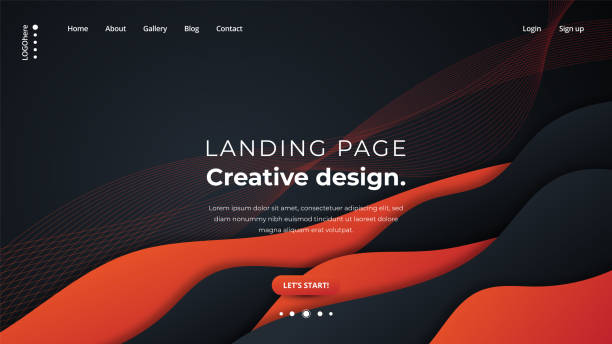 LOGOhere
Home About Gallery Blog Contact Login Sign up
LANDING PAGE
Creative design.
Lorem ipsum dolor sit amet, consectetuer adipiscing elit, sed
diam nonummy nibh euismod tincidunt ut laoreet dolore
magna aliquam erat volutpat.
LET'S START!